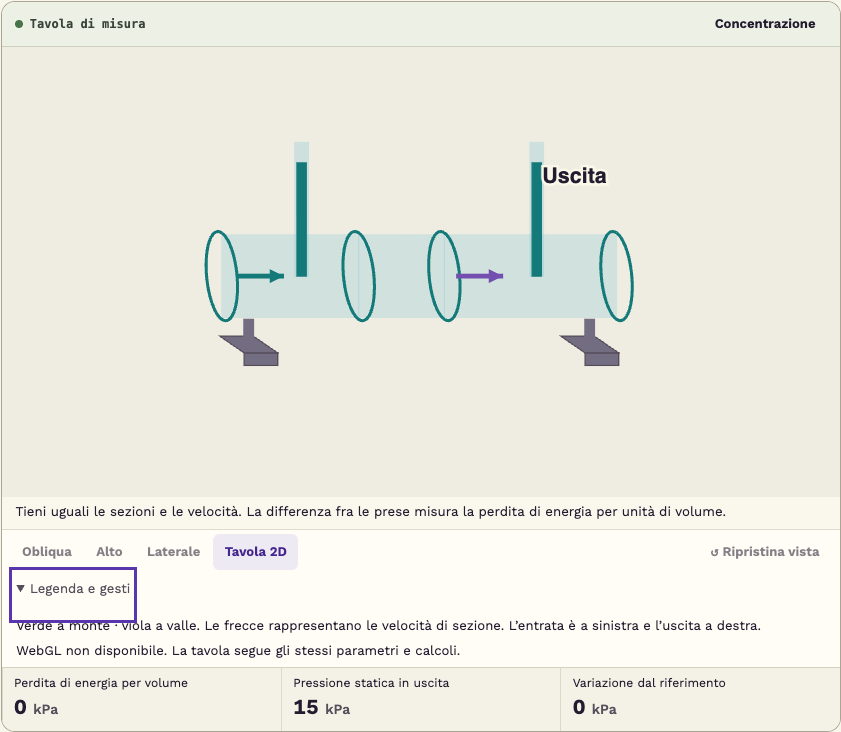 Tavola di misura
Concentrazione
Uscita
Tieni uguali le sezioni e le velocità. La differenza fra le prese misura la perdita di energia per unità di volume.
Obliqua Alto Laterale Tavola 2D ↺ Ripristina vista
▼ Legenda e gesti
Verde a monte · viola a valle. Le frecce rappresentano le velocità di sezione. L’entrata è a sinistra e l’uscita a destra.
WebGL non disponibile. La tavola segue gli stessi parametri e calcoli.
Perdita di energia per volume
0 kPa
Pressione statica in uscita
15 kPa
Variazione dal riferimento
0 kPa